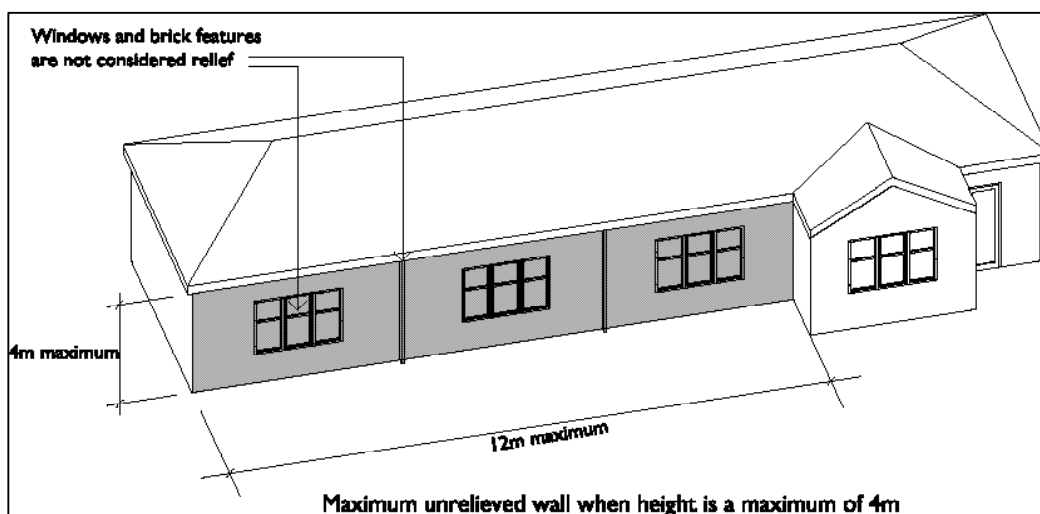 Windows and brick features
are not considered relief
4m maximum
12m maximum
Maximum unrelieved wall when height is a maximum of 4m